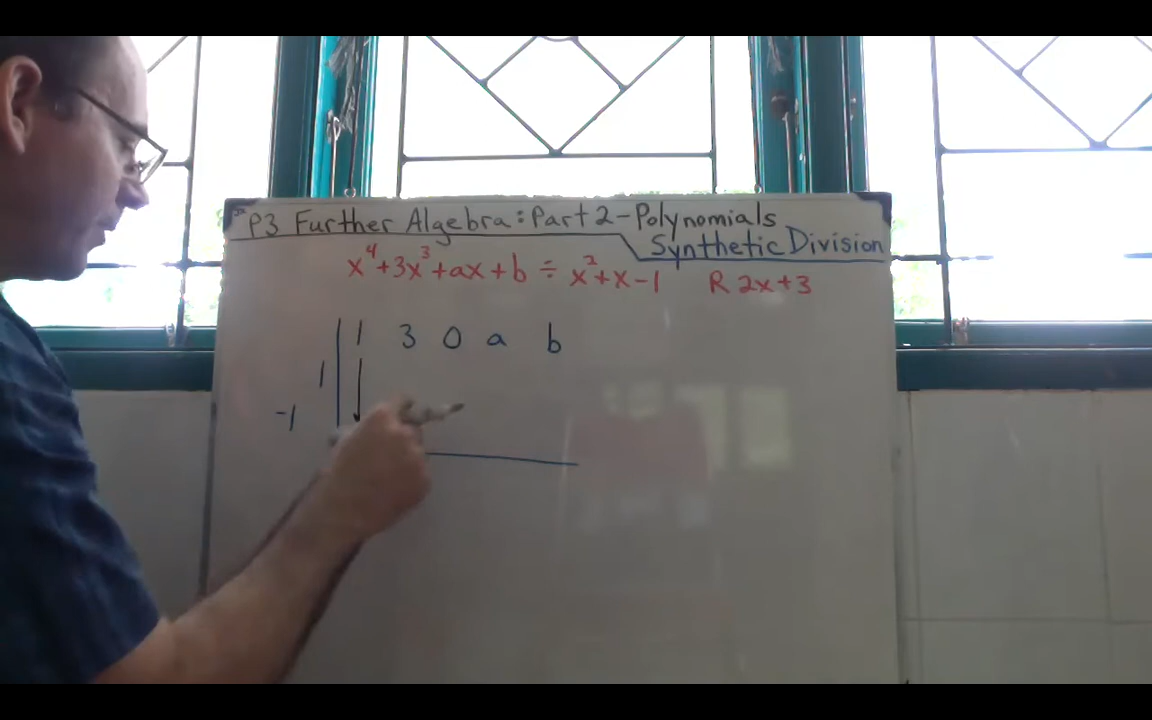 P3 Further Algebra: Part 2 - Polynomials
Synthetic Division
x⁴+3x³+ax+b ÷ x²+x-1 R 2x+3
1 3 0 a b
1
-1